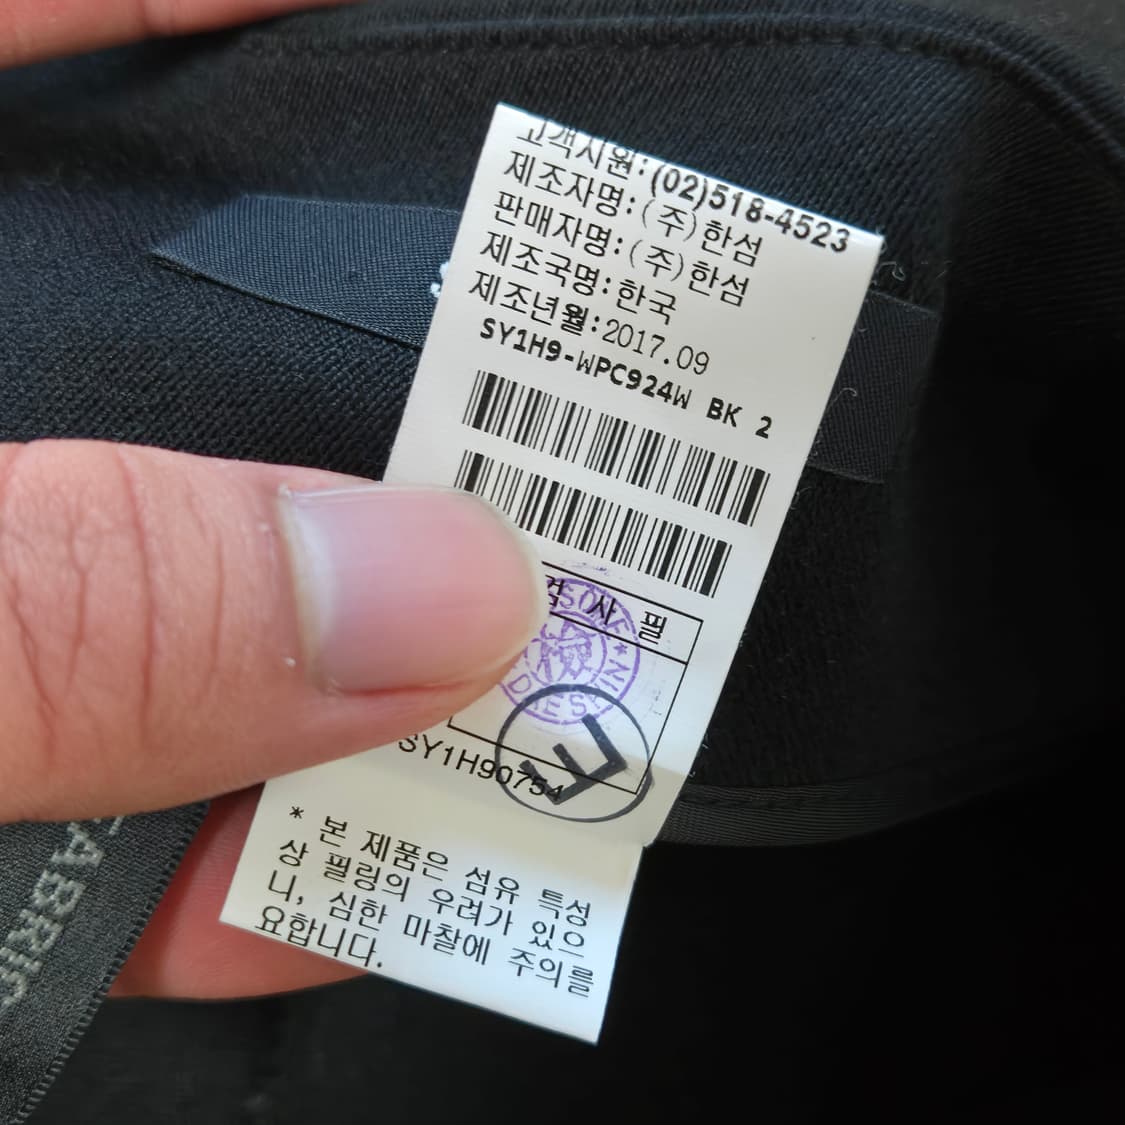 고객지원:(02)518-4523
제조자명:(주)한섬
판매자명:(주)한섬
제조국명:한국
제조년월:2017.09
SY1H9-WPC924W BK 2
검사필
SY1H90754
* 본 제품은 섬유 특성
상 필링의 우려가 있으
니, 심한 마찰에 주의를
요합니다.